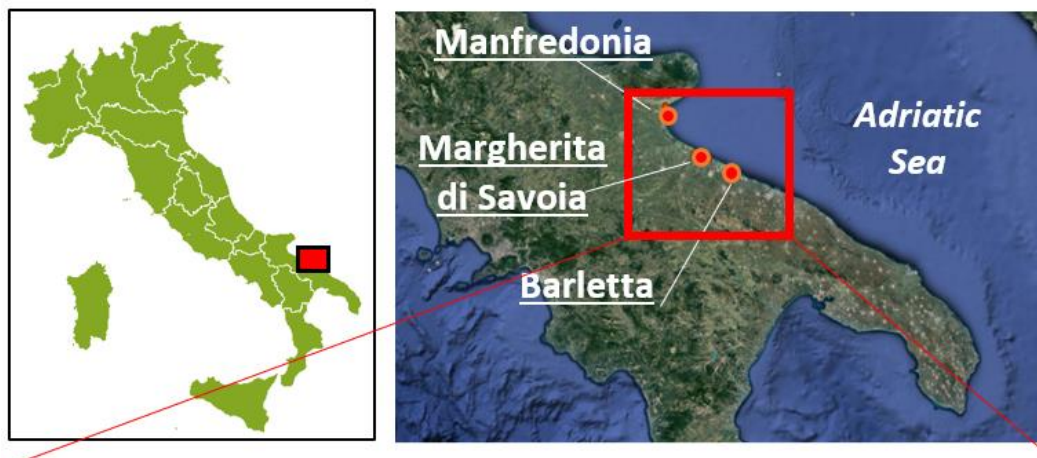 Manfredonia
Adriatic
Sea
Margherita
di Savoia
Barletta